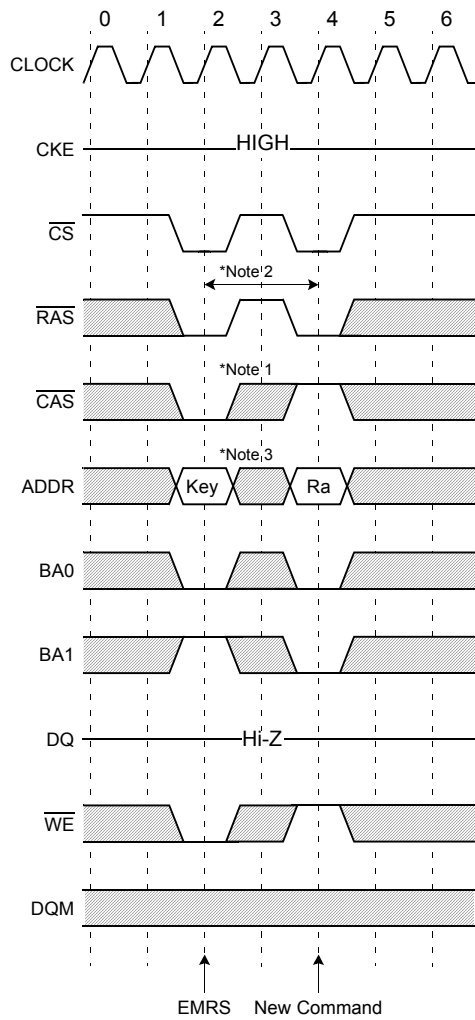 0 1 2 3 4 5 6
CLOCK
CKE HIGH
CS
*Note 2
RAS
*Note 1
CAS
*Note 3
ADDR Key Ra
BA0
BA1
DQ Hi-Z
WE
DQM
EMRS New Command